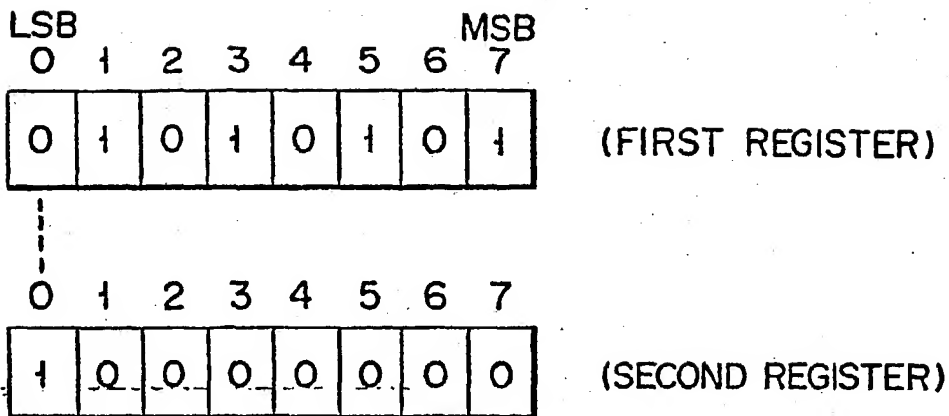 LSB MSB
0 1 2 3 4 5 6 7
0 1 0 1 0 1 0 1 (FIRST REGISTER)
0 1 2 3 4 5 6 7
1 0 0 0 0 0 0 0 (SECOND REGISTER)